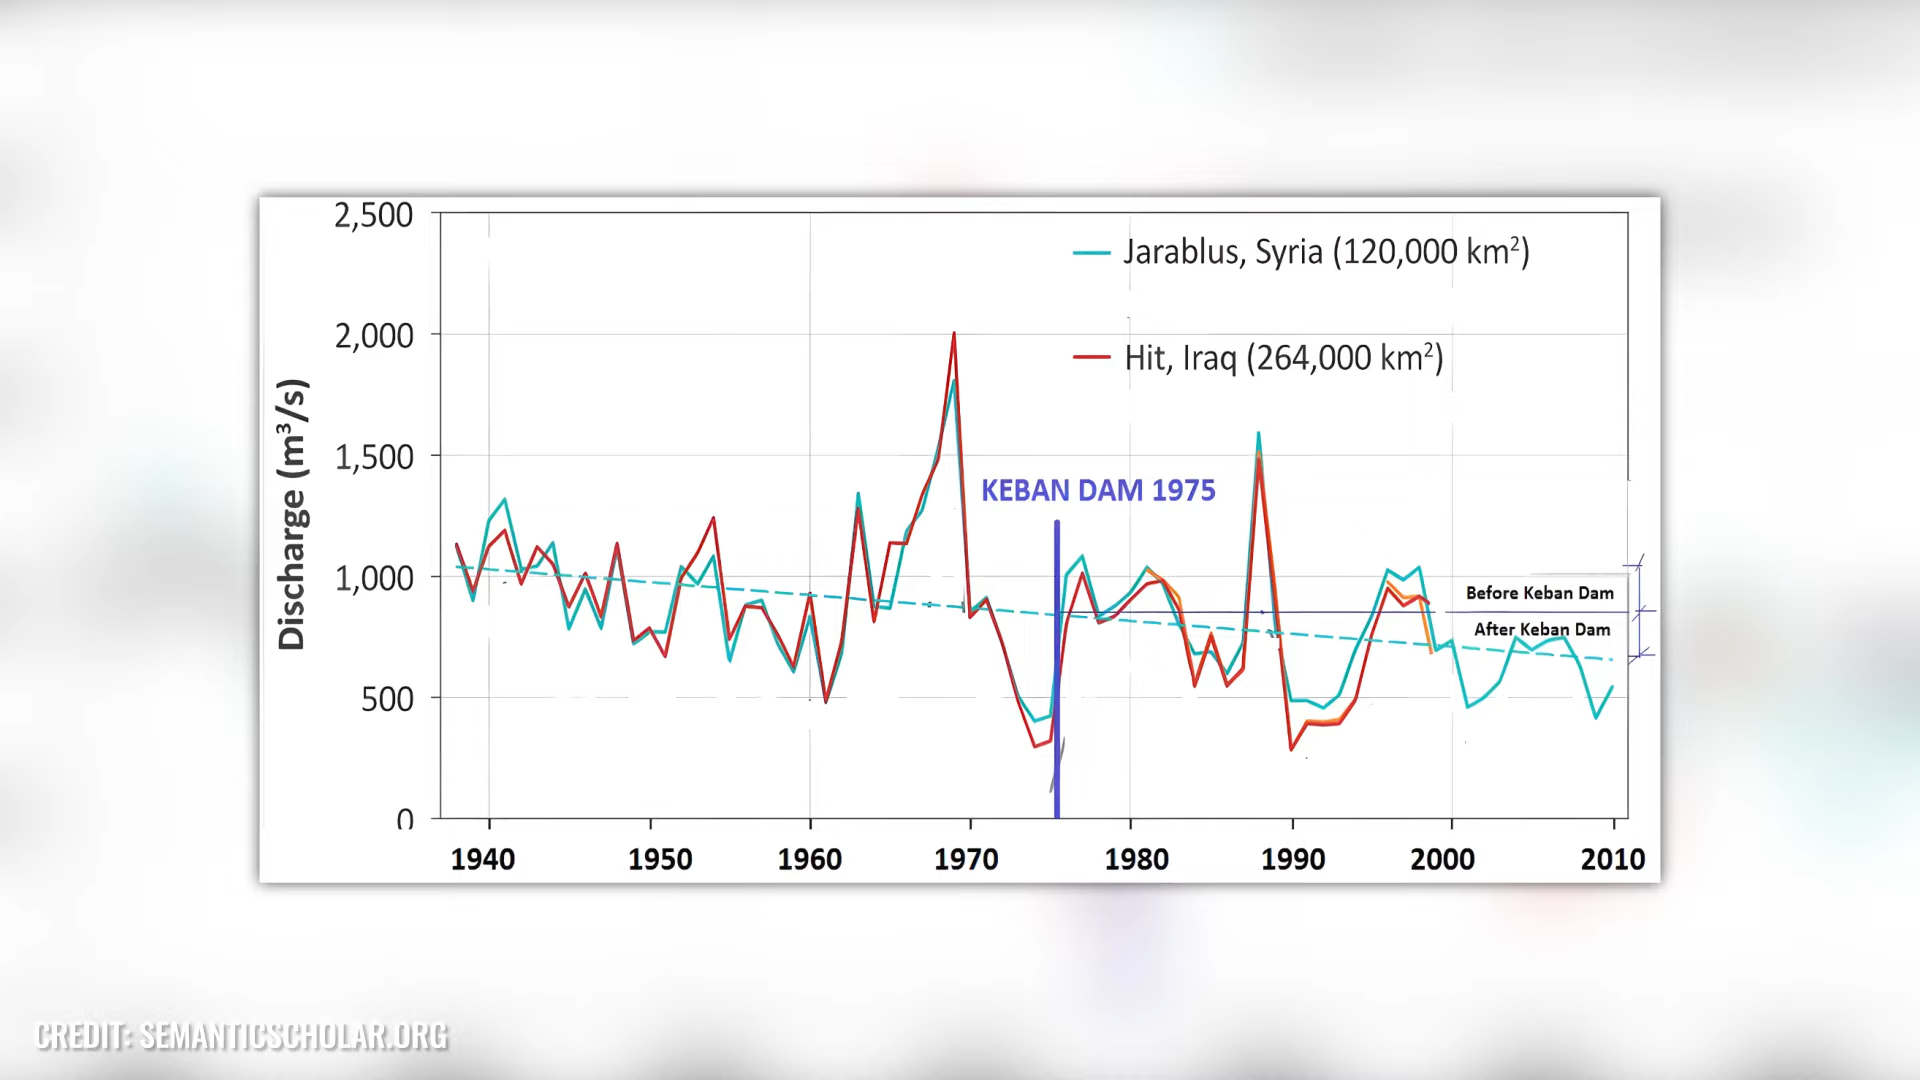 2,500
2,000
1,500
1,000
500
0
Discharge (m³/s)
Jarablus, Syria (120,000 km²)
Hit, Iraq (264,000 km²)
KEBAN DAM 1975
Before Keban Dam
After Keban Dam
1940 1950 1960 1970 1980 1990 2000 2010
CREDIT: SEMANTICSCHOLAR.ORG